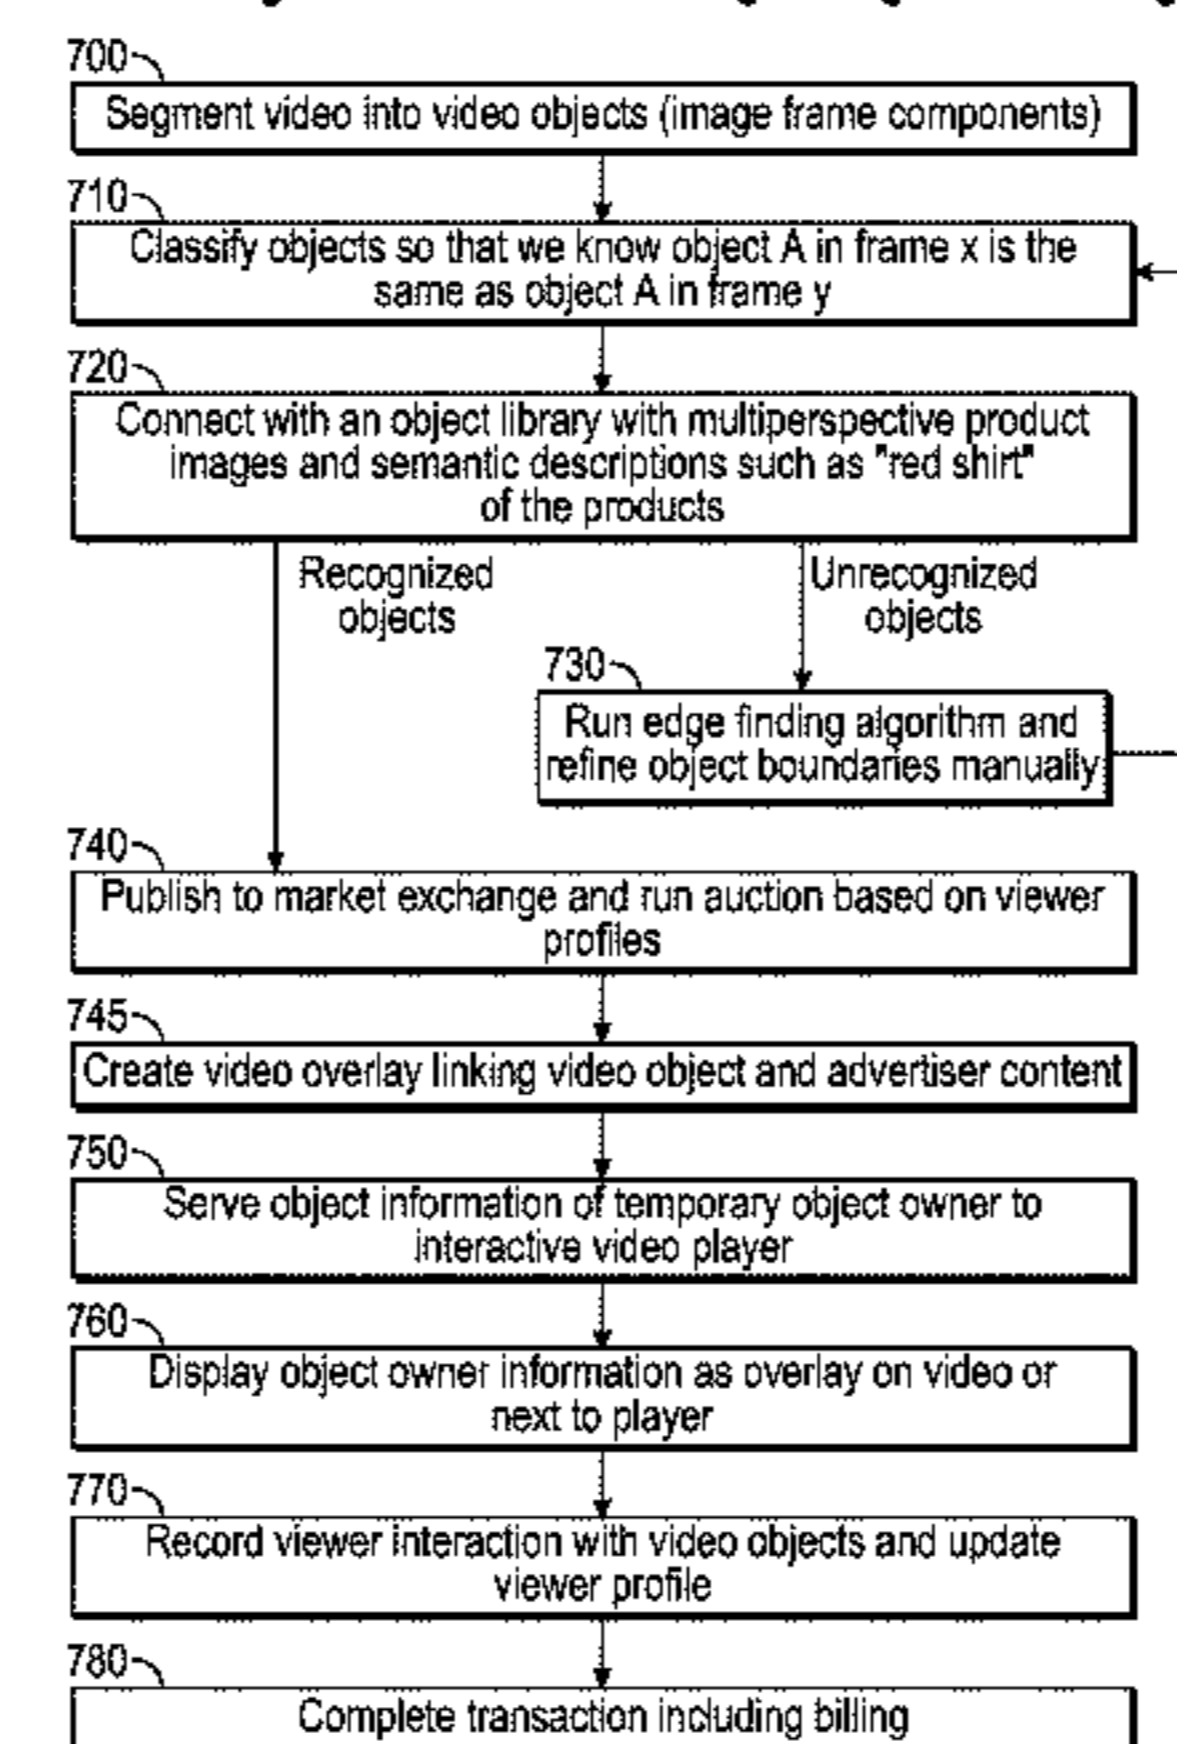 700
Segment video into video objects (image frame components)
710
Classify objects so that we know object A in frame x is the
same as object A in frame y
720
Connect with an object library with multiperspective product
images and semantic descriptions such as "red shirt"
of the products
Recognized
objects
Unrecognized
objects
730
Run edge finding algorithm and
refine object boundaries manually
740
Publish to market exchange and run auction based on viewer
profiles
745
Create video overlay linking video object and advertiser content
750
Serve object information of temporary object owner to
interactive video player
760
Display object owner information as overlay on video or
next to player
770
Record viewer interaction with video objects and update
viewer profile
780
Complete transaction including billing